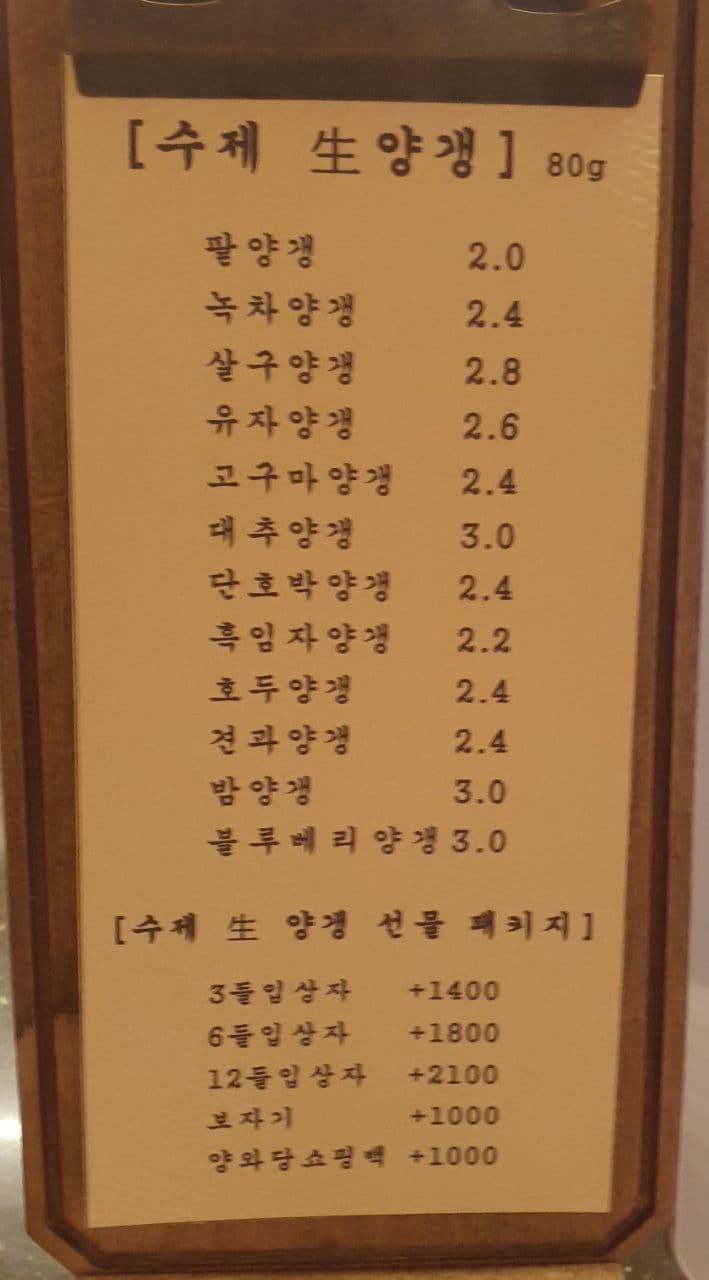 [수제 生양갱] 80g
팥양갱 2.0
녹차양갱 2.4
살구양갱 2.8
유자양갱 2.6
고구마양갱 2.4
대추양갱 3.0
단호박양갱 2.4
흑임자양갱 2.2
호두양갱 2.4
견과양갱 2.4
밤양갱 3.0
블루베리양갱 3.0
[수제 生 양갱 선물 패키지]
3들입상자 +1400
6들입상자 +1800
12들입상자 +2100
보자기 +1000
양와당쇼핑백 +1000